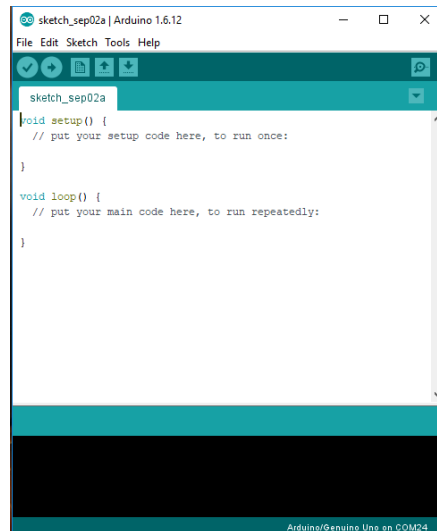 sketch_sep02a | Arduino 1.6.12
File Edit Sketch Tools Help
sketch_sep02a
void setup() {
  // put your setup code here, to run once:
}
void loop() {
  // put your main code here, to run repeatedly:
}
Arduino/Genuino Uno on COM24